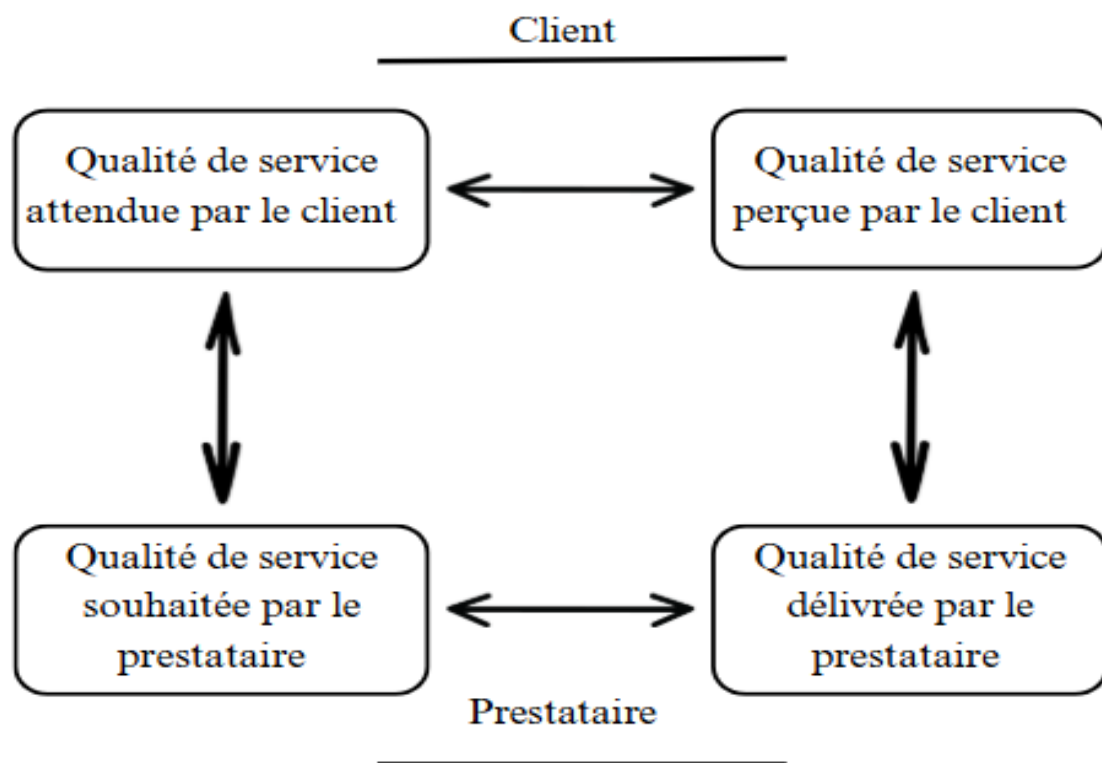 Client
Qualité de service
attendue par le client
Qualité de service
perçue par le client
Qualité de service
souhaitée par le
prestataire
Qualité de service
délivrée par le
prestataire
Prestataire